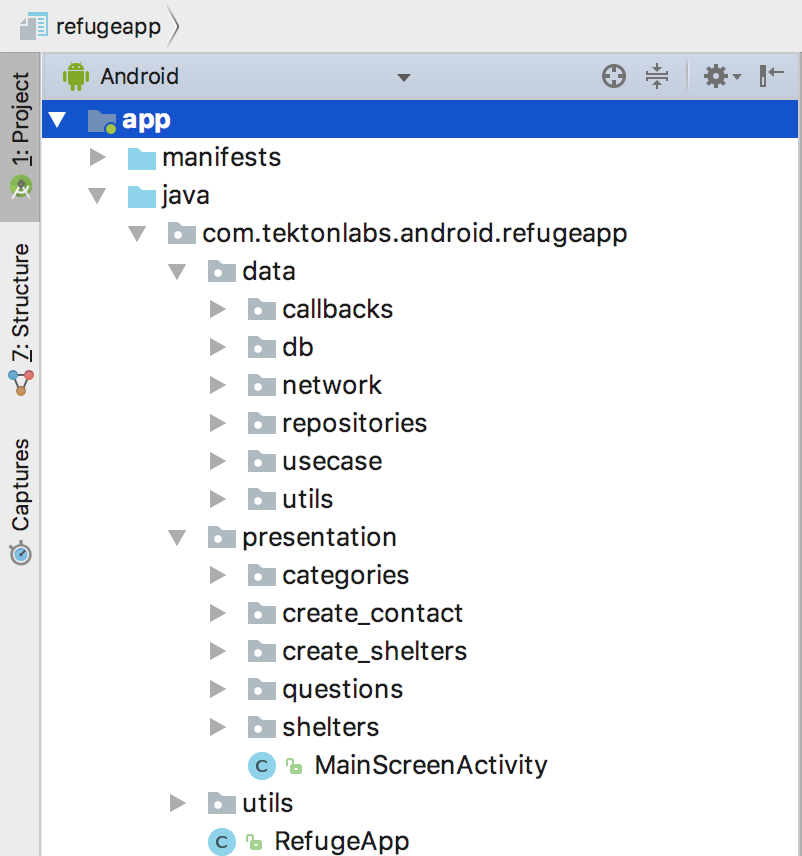 refugeapp
Android
1: Project
7: Structure
Captures
app
manifests
java
com.tektonlabs.android.refugeapp
data
callbacks
db
network
repositories
usecase
utils
presentation
categories
create_contact
create_shelters
questions
shelters
C MainScreenActivity
utils
C RefugeApp